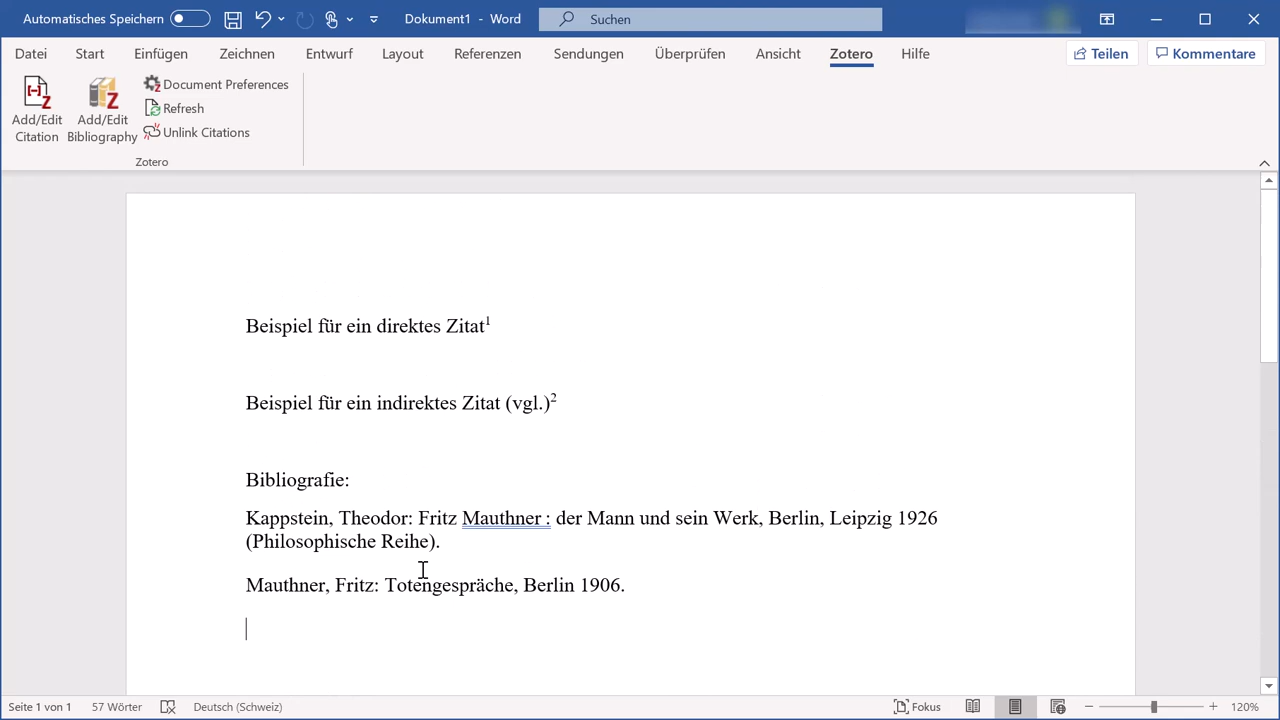 Automatisches Speichern
Dokument1 - Word
Suchen
Datei Start Einfügen Zeichnen Entwurf Layout Referenzen Sendungen Überprüfen Ansicht Zotero Hilfe Teilen Kommentare
Add/Edit Citation
Add/Edit Bibliography
Document Preferences
Refresh
Unlink Citations
Zotero
Beispiel für ein direktes Zitat1
Beispiel für ein indirektes Zitat (vgl.)2
Bibliografie:
Kappstein, Theodor: Fritz Mauthner : der Mann und sein Werk, Berlin, Leipzig 1926
(Philosophische Reihe).
Mauthner, Fritz: Totengespräche, Berlin 1906.
Seite 1 von 1 57 Wörter Deutsch (Schweiz) Fokus 120%